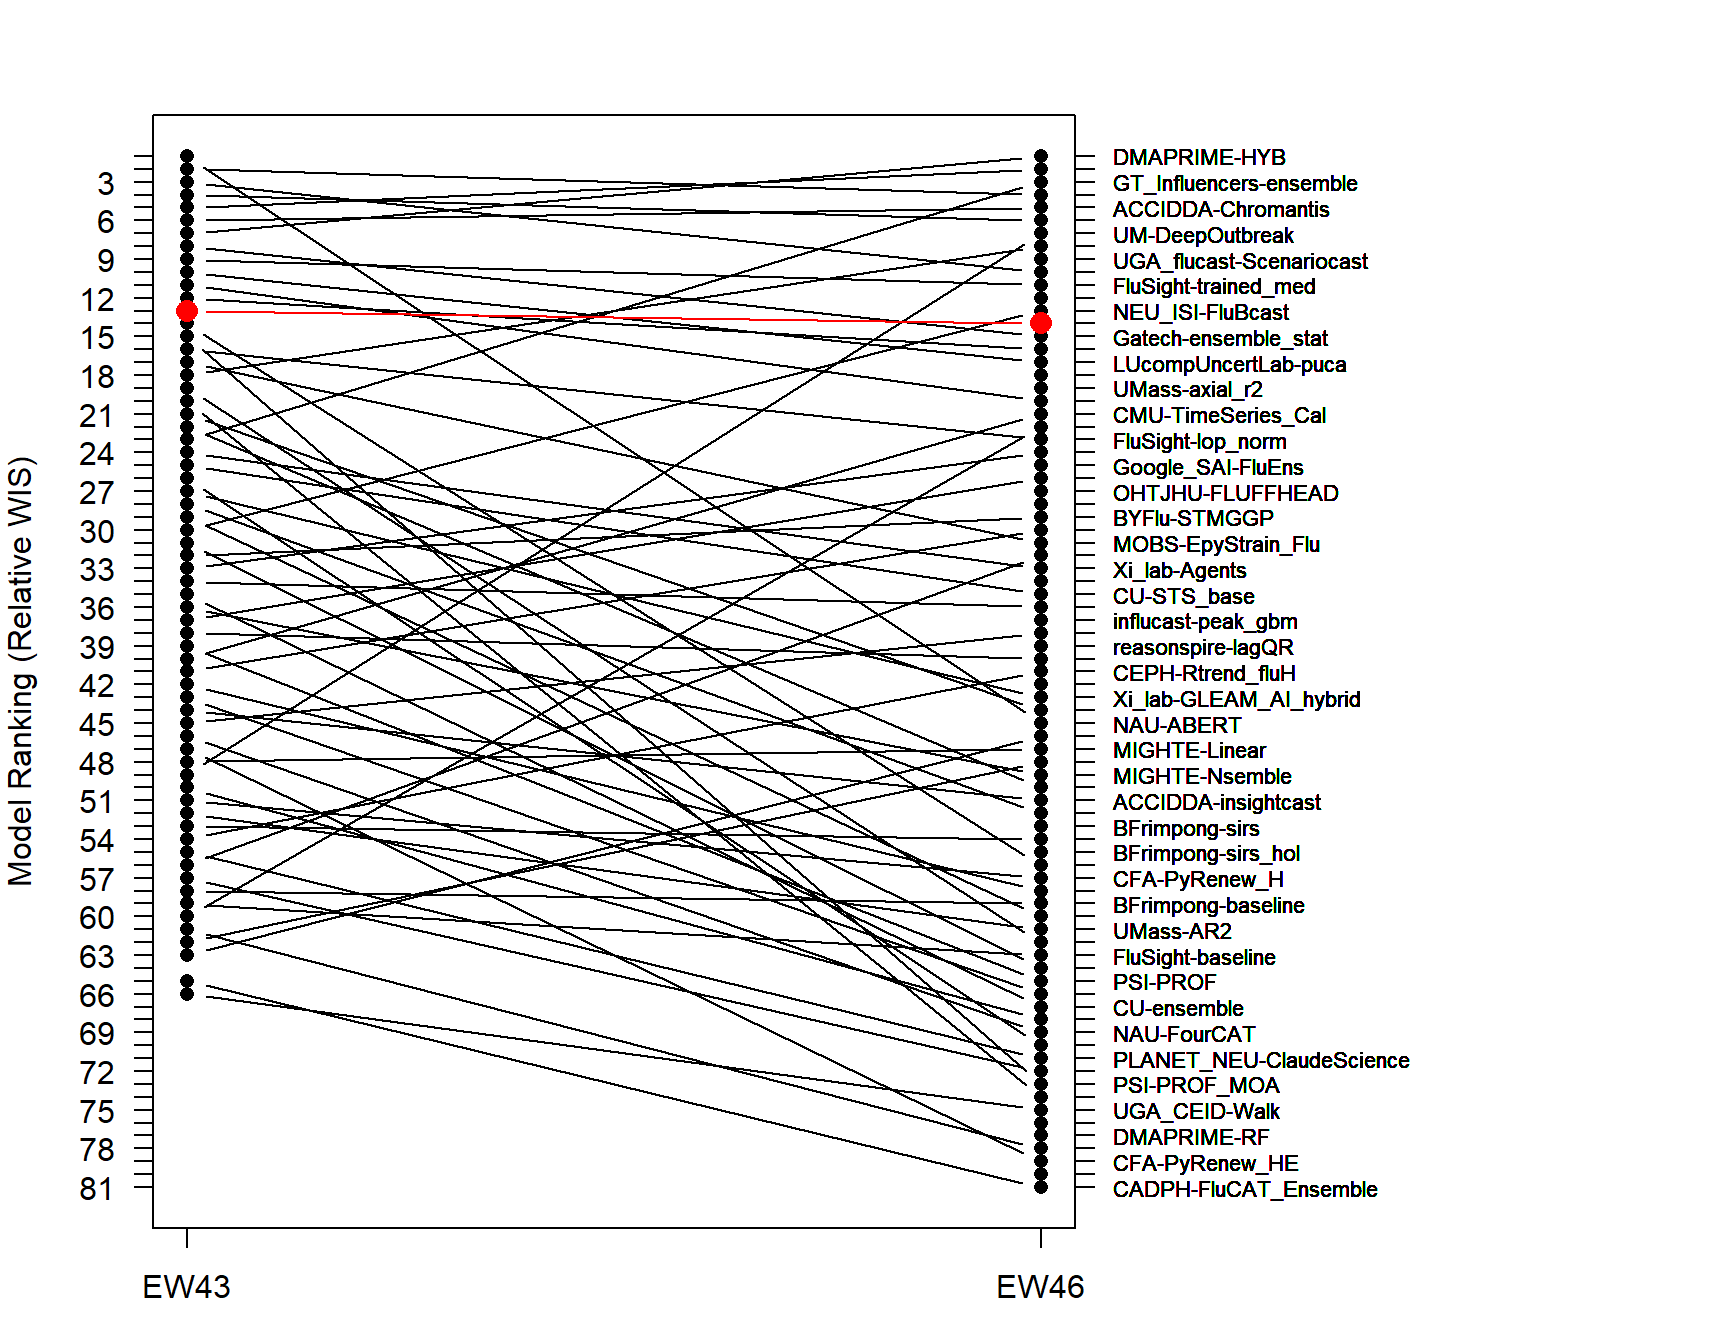 Model Ranking (Relative WIS)
3
6
9
12
15
18
21
24
27
30
33
36
39
42
45
48
51
54
57
60
63
66
69
72
75
78
81
DMAPRIME-HYB
GT_Influencers-ensemble
ACCIDDA-Chromantis
UM-DeepOutbreak
UGA_flucast-Scenariocast
FluSight-trained_med
NEU_ISI-FluBcast
Gatech-ensemble_stat
LUcompUncertLab-puca
UMass-axial_r2
CMU-TimeSeries_Cal
FluSight-lop_norm
Google_SAI-FluEns
OHTJHU-FLUFFHEAD
BYFlu-STMGGP
MOBS-EpyStrain_Flu
Xi_lab-Agents
CU-STS_base
influcast-peak_gbm
reasonspire-lagQR
CEPH-Rtrend_fluH
Xi_lab-GLEAM_AI_hybrid
NAU-ABERT
MIGHTE-Linear
MIGHTE-Nsemble
ACCIDDA-insightcast
BFrimpong-sirs
BFrimpong-sirs_hol
CFA-PyRenew_H
BFrimpong-baseline
UMass-AR2
FluSight-baseline
PSI-PROF
CU-ensemble
NAU-FourCAT
PLANET_NEU-ClaudeScience
PSI-PROF_MOA
UGA_CEID-Walk
DMAPRIME-RF
CFA-PyRenew_HE
CADPH-FluCAT_Ensemble
EW43
EW46